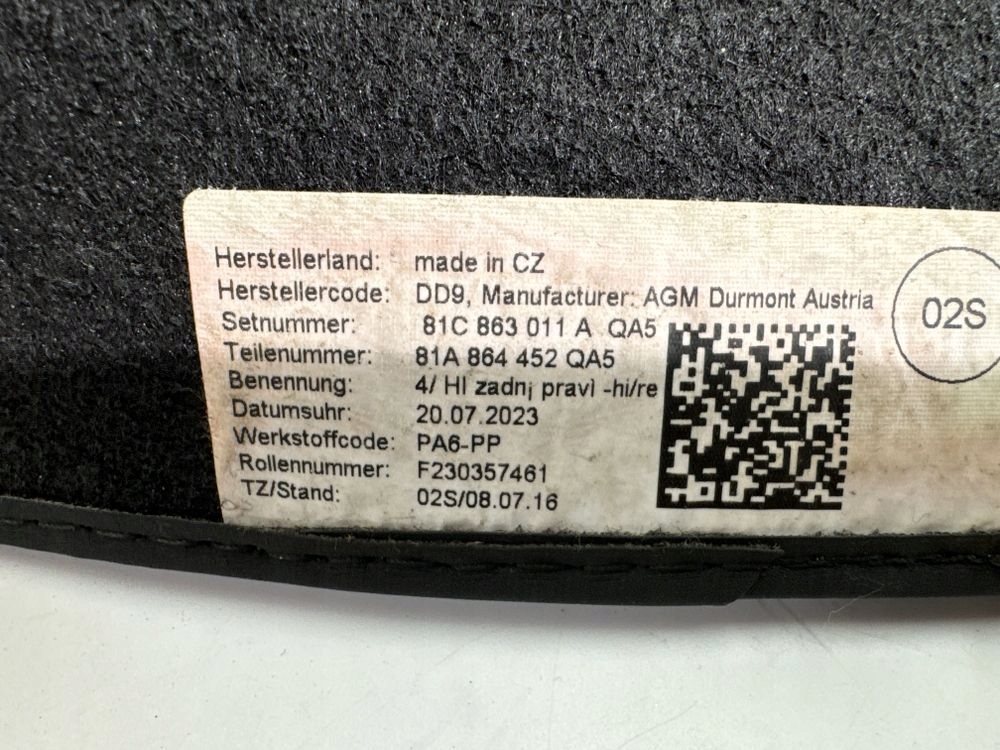 Herstellerland: made in CZ
Herstellercode: DD9, Manufacturer: AGM Durmont Austria
Setnummer: 81C 863 011 A QA5
Teilenummer: 81A 864 452 QA5
Benennung: 4/ HI zadn¡ pravì -hi/re
Datumsuhr: 20.07.2023
Werkstoffcode: PA6-PP
Rollennummer: F230357461
TZ/Stand: 02S/08.07.16
02S